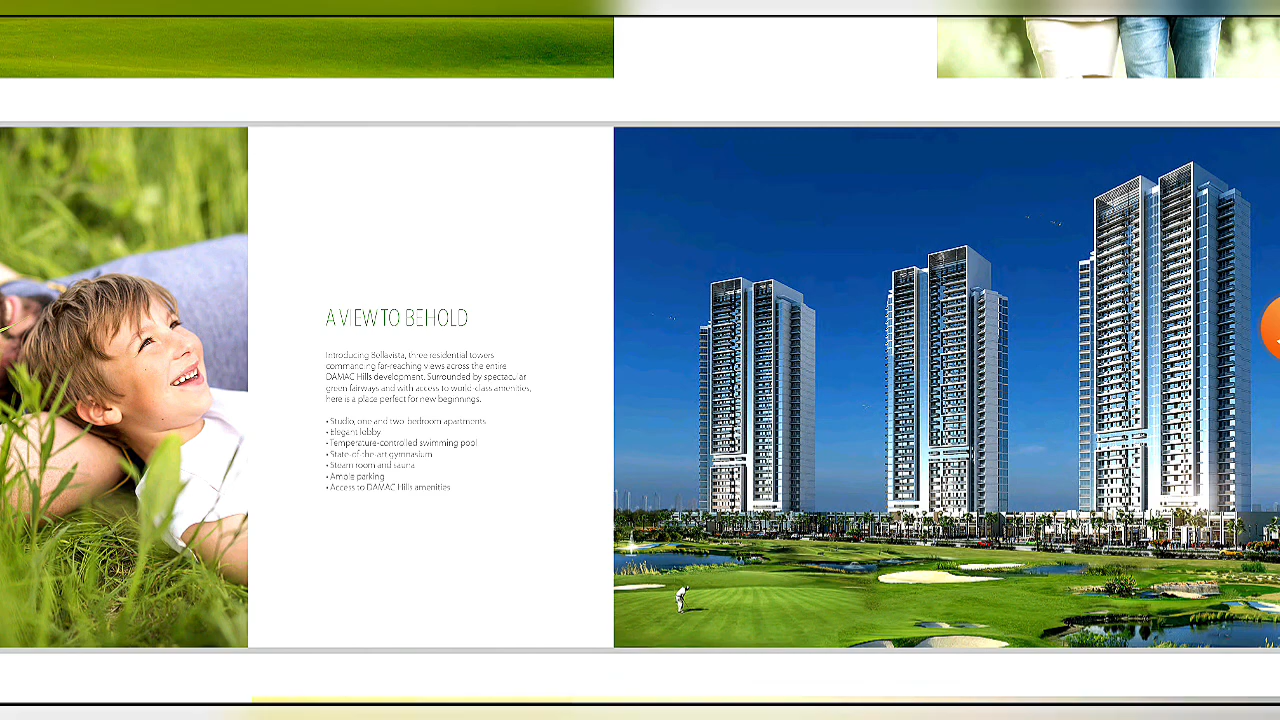 A VIEW TO BEHOLD
Introducing Bellavista, three residential towers
commanding far-reaching views across the entire
DAMAC Hills development. Surrounded by spectacular
green fairways and with access to world-class amenities,
here is a place perfect for new beginnings.
• Studio, one and two-bedroom apartments
• Elegant lobby
• Temperature-controlled swimming pool
• State-of-the-art gymnasium
• Steam room and sauna
• Ample parking
• Access to DAMAC Hills amenities